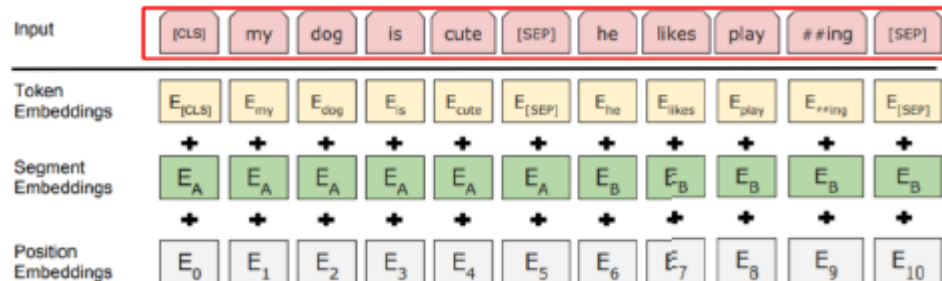 Input [CLS] my dog is cute [SEP] he likes play ##ing [SEP]
Token Embeddings E[CLS] Emy Edog Eis Ecute E[SEP] Ehe Elikes Eplay E##ing E[SEP]
+ + + + + + + + + + +
Segment Embeddings EA EA EA EA EA EA EB EB EB EB EB
+ + + + + + + + + + +
Position Embeddings E0 E1 E2 E3 E4 E5 E6 E7 E8 E9 E10